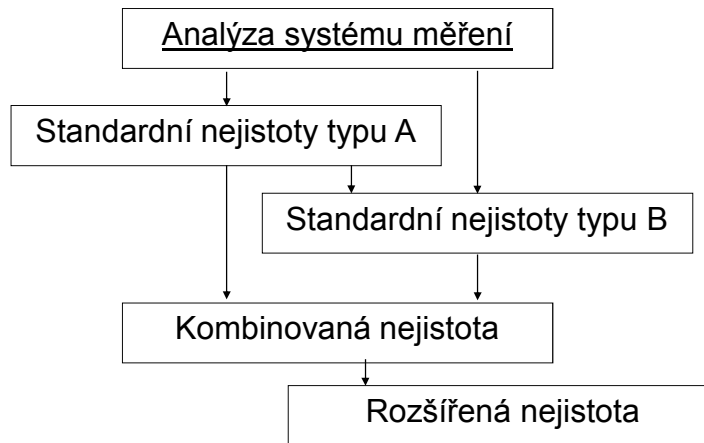 Analýza systému měření
Standardní nejistoty typu A
Standardní nejistoty typu B
Kombinovaná nejistota
Rozšířená nejistota